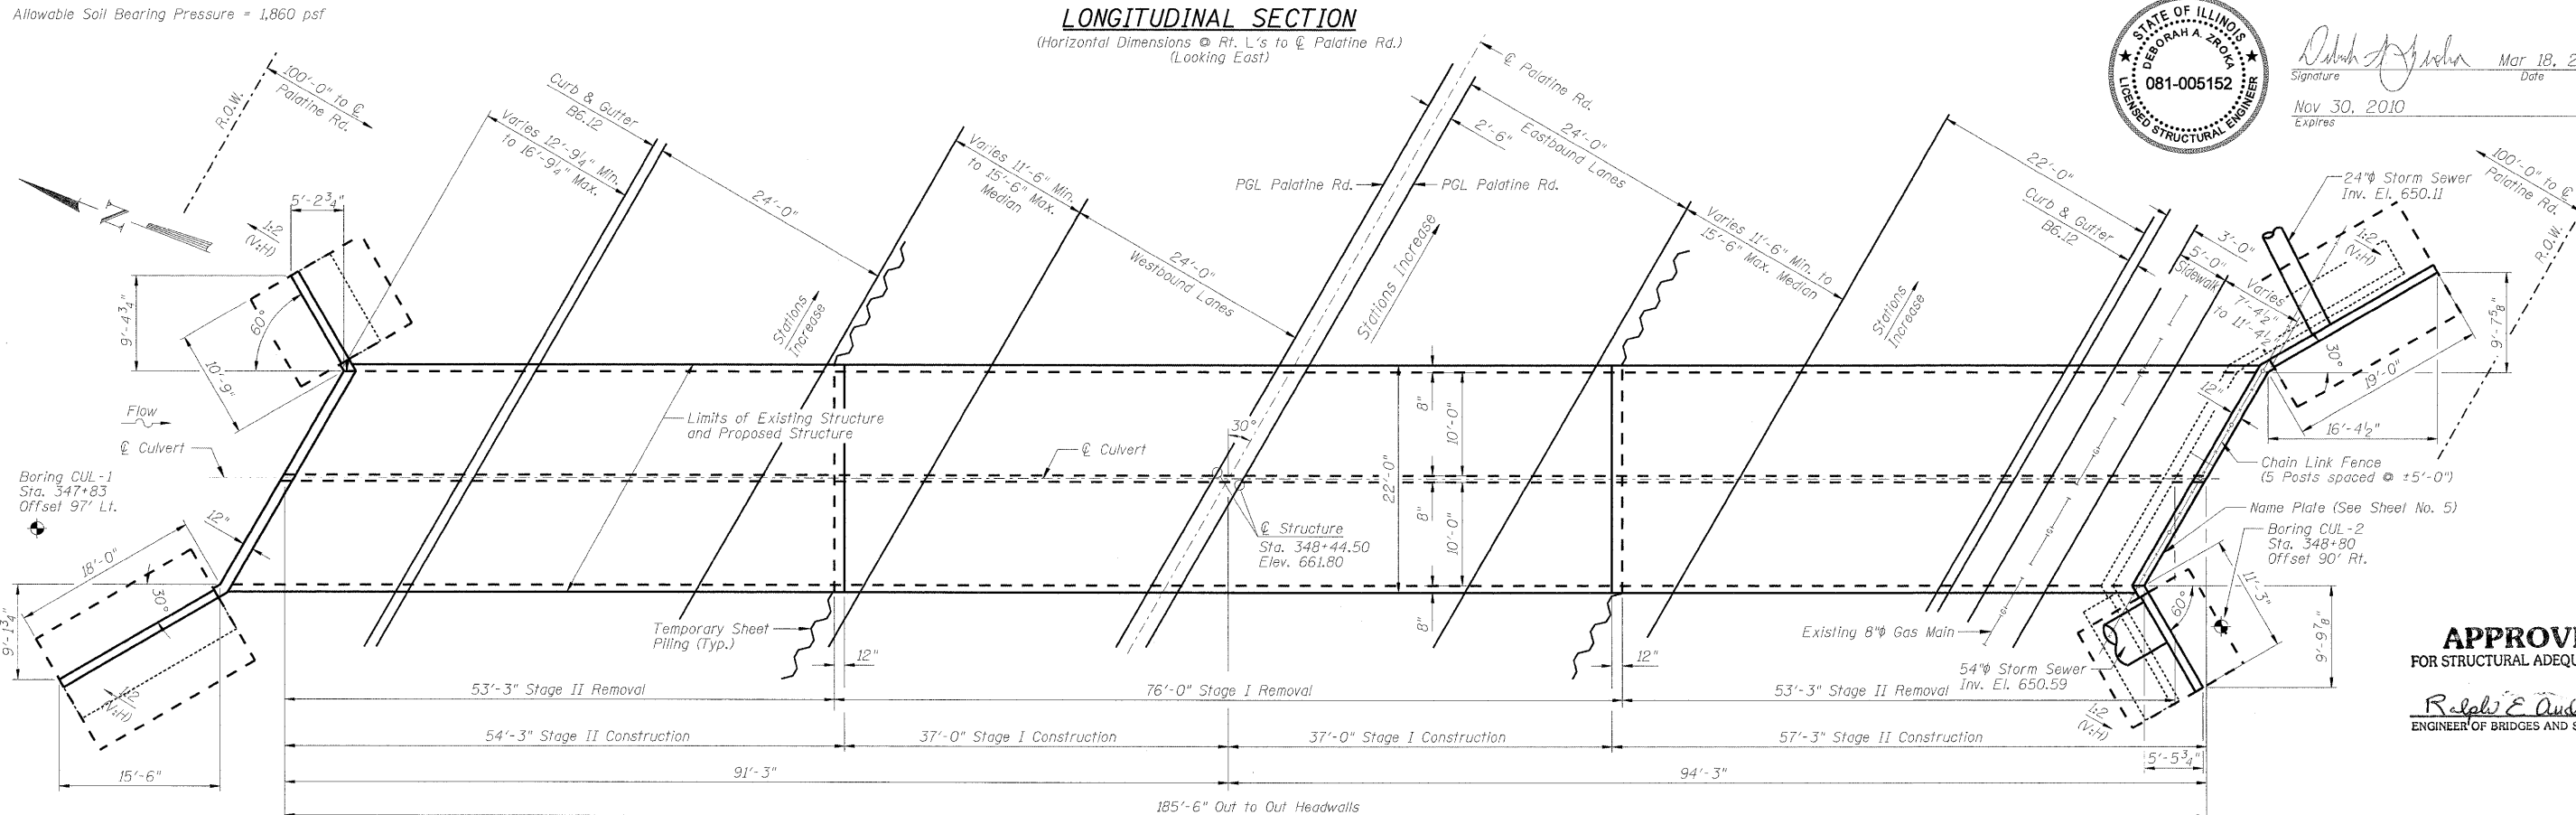 Allowable Soil Bearing Pressure = 1,860 psf
LONGITUDINAL SECTION
(Horizontal Dimensions @ Rt. L's to ℄ Palatine Rd.)
(Looking East)
STATE OF ILLINOIS
DEBORAH A. ZROKA
081-005152
LICENSED STRUCTURAL ENGINEER
Signature
Mar 18, 2
Date
Nov 30, 2010
Expires
100'-0" to ℄
Palatine Rd.
R.O.W.
N
1:2
(V:H)
5'-2¾"
9'-4¾"
60°
10'-9"
Curb & Gutter
B6.12
Varies 12'-9¼" Min.
to 16'-9¼" Max.
24'-0"
Varies 11'-6" Min.
to 15'-6" Max.
Median
24'-0"
Westbound Lanes
Stations
Increase
℄ Palatine Rd.
24'-0"
Eastbound Lanes
2'-6"
PGL Palatine Rd.
PGL Palatine Rd.
Stations Increase
Varies 11'-6" Min. to
15'-6" Max. Median
Stations
Increase
22'-0"
Curb & Gutter
B6.12
3'-0"
5'-0"
Sidewalk
Varies
7'-4½"
to 11'-4½"
24"ϕ Storm Sewer
Inv. El. 650.11
1:2
(V:H)
100'-0" to ℄
Palatine Rd.
R.O.W.
9'-7⅝"
30°
19'-0"
16'-4½"
12"
Flow
℄ Culvert
Boring CUL-1
Sta. 347+83
Offset 97' Lt.
12"
18'-0"
30°
9'-1¾"
1:2
(V:H)
15'-6"
Limits of Existing Structure
and Proposed Structure
℄ Culvert
30°
℄ Structure
Sta. 348+44.50
Elev. 661.80
22'-0"
8"
10'-0"
8"
10'-0"
8"
Temporary Sheet
Piling (Typ.)
12"
12"
G
G
G
Existing 8"ϕ Gas Main
54"ϕ Storm Sewer
Inv. El. 650.59
Chain Link Fence
(5 Posts spaced @ ±5'-0")
Name Plate (See Sheel No. 5)
Boring CUL-2
Sta. 348+80
Offset 90' Rt.
60°
11'-3"
9'-9⅞"
1:2
(V:H)
5'-5¾"
53'-3" Stage II Removal
76'-0" Stage I Removal
53'-3" Stage II Removal
54'-3" Stage II Construction
37'-0" Stage I Construction
37'-0" Stage I Construction
57'-3" Stage II Construction
91'-3"
94'-3"
185'-6" Out to Out Headwalls
APPROV
FOR STRUCTURAL ADEQU
Ralph E.
ENGINEER OF BRIDGES AND S